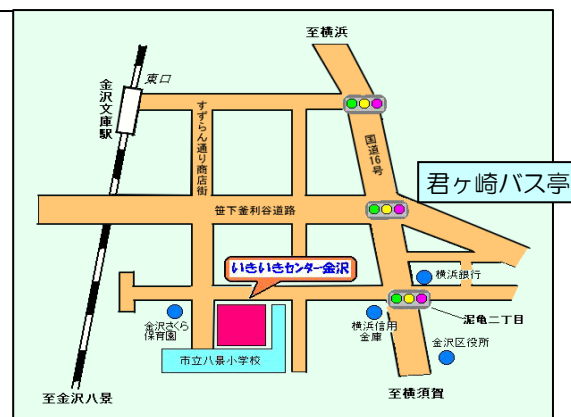 至横浜
東口
金沢文庫駅
すずらん通り商店街
国道16号
君ヶ崎バス亭
笹下釜利谷道路
いきいきセンター金沢
横浜銀行
金沢さくら
保育園
横浜信用
金庫
泥亀二丁目
市立八景小学校
金沢区役所
至金沢八景
至横須賀